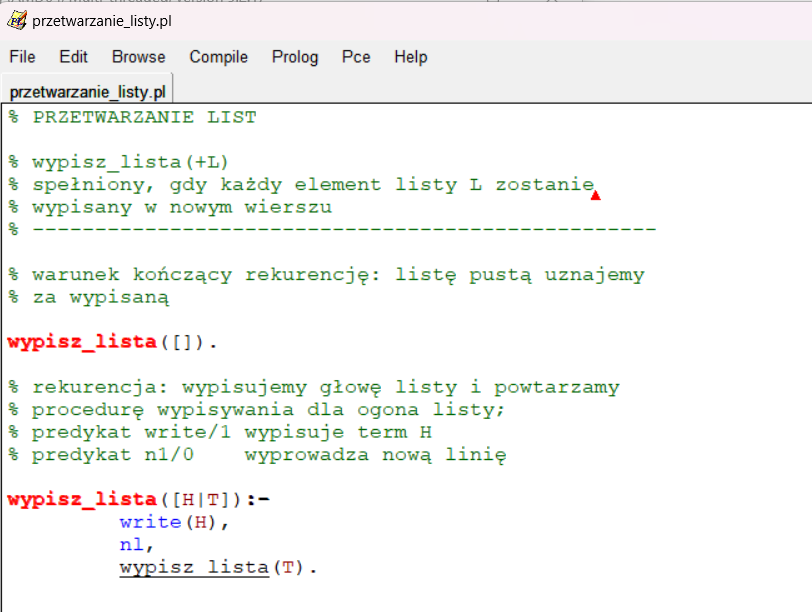 przetwarzanie_listy.pl
File Edit Browse Compile Prolog Pce Help
przetwarzanie_listy.pl
% PRZETWARZANIE LIST
% wypisz_lista(+L)
% spełniony, gdy każdy element listy L zostanie
% wypisany w nowym wierszu
% --------------------------------------------------
% warunek kończący rekurencję: listę pustą uznajemy
% za wypisaną
wypisz_lista([]).
% rekurencja: wypisujemy głowę listy i powtarzamy
% procedurę wypisywania dla ogona listy;
% predykat write/1 wypisuje term H
% predykat n1/0    wyprowadza nową linię
wypisz_lista([H|T]):-
write(H),
nl,
wypisz_lista(T).